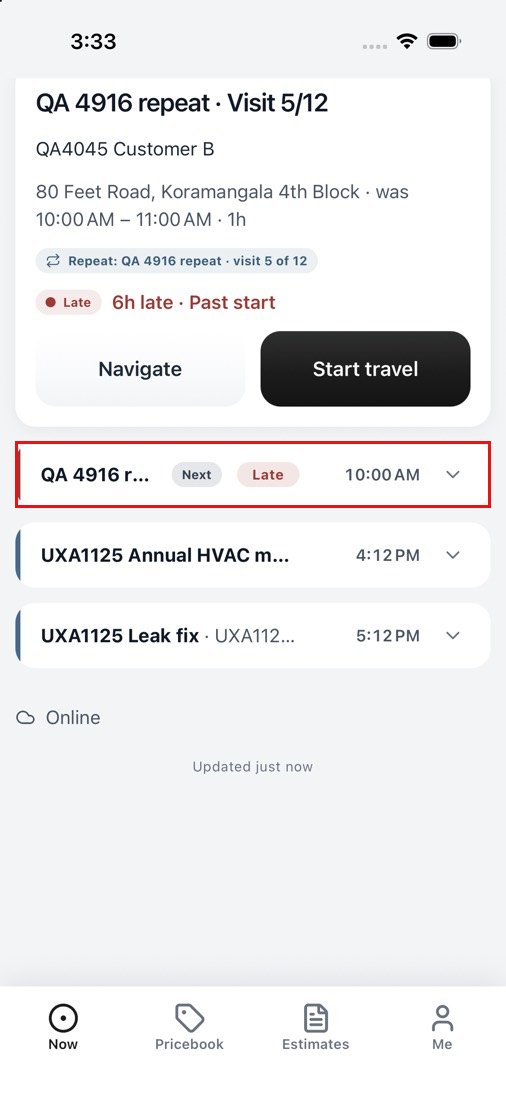 3:33
QA 4916 repeat · Visit 5/12
QA4045 Customer B
80 Feet Road, Koramangala 4th Block · was
10:00 AM – 11:00 AM · 1h
Repeat: QA 4916 repeat · visit 5 of 12
Late 6h late · Past start
Navigate Start travel
QA 4916 r... Next Late 10:00 AM
UXA1125 Annual HVAC m... 4:12 PM
UXA1125 Leak fix · UXA112... 5:12 PM
Online
Updated just now
Now Pricebook Estimates Me